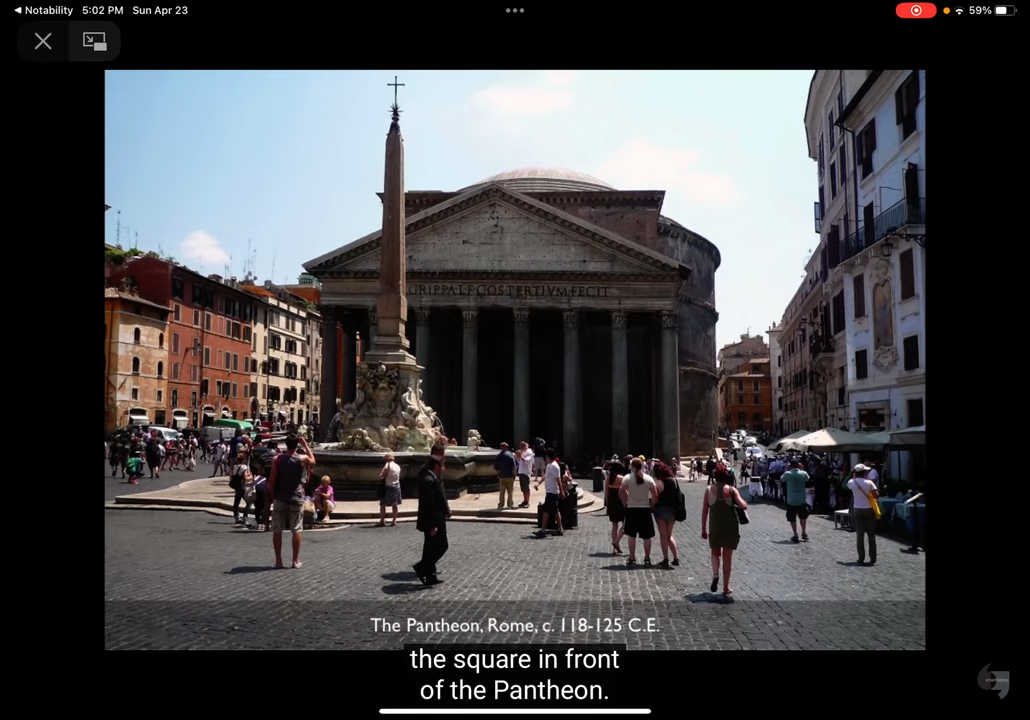 ◀ Notability 5:02 PM Sun Apr 23
59%
GRIPPA·L·F·COS·TERTIVM·FECIT
The Pantheon, Rome, c. 118-125 C.E.
the square in front
of the Pantheon.